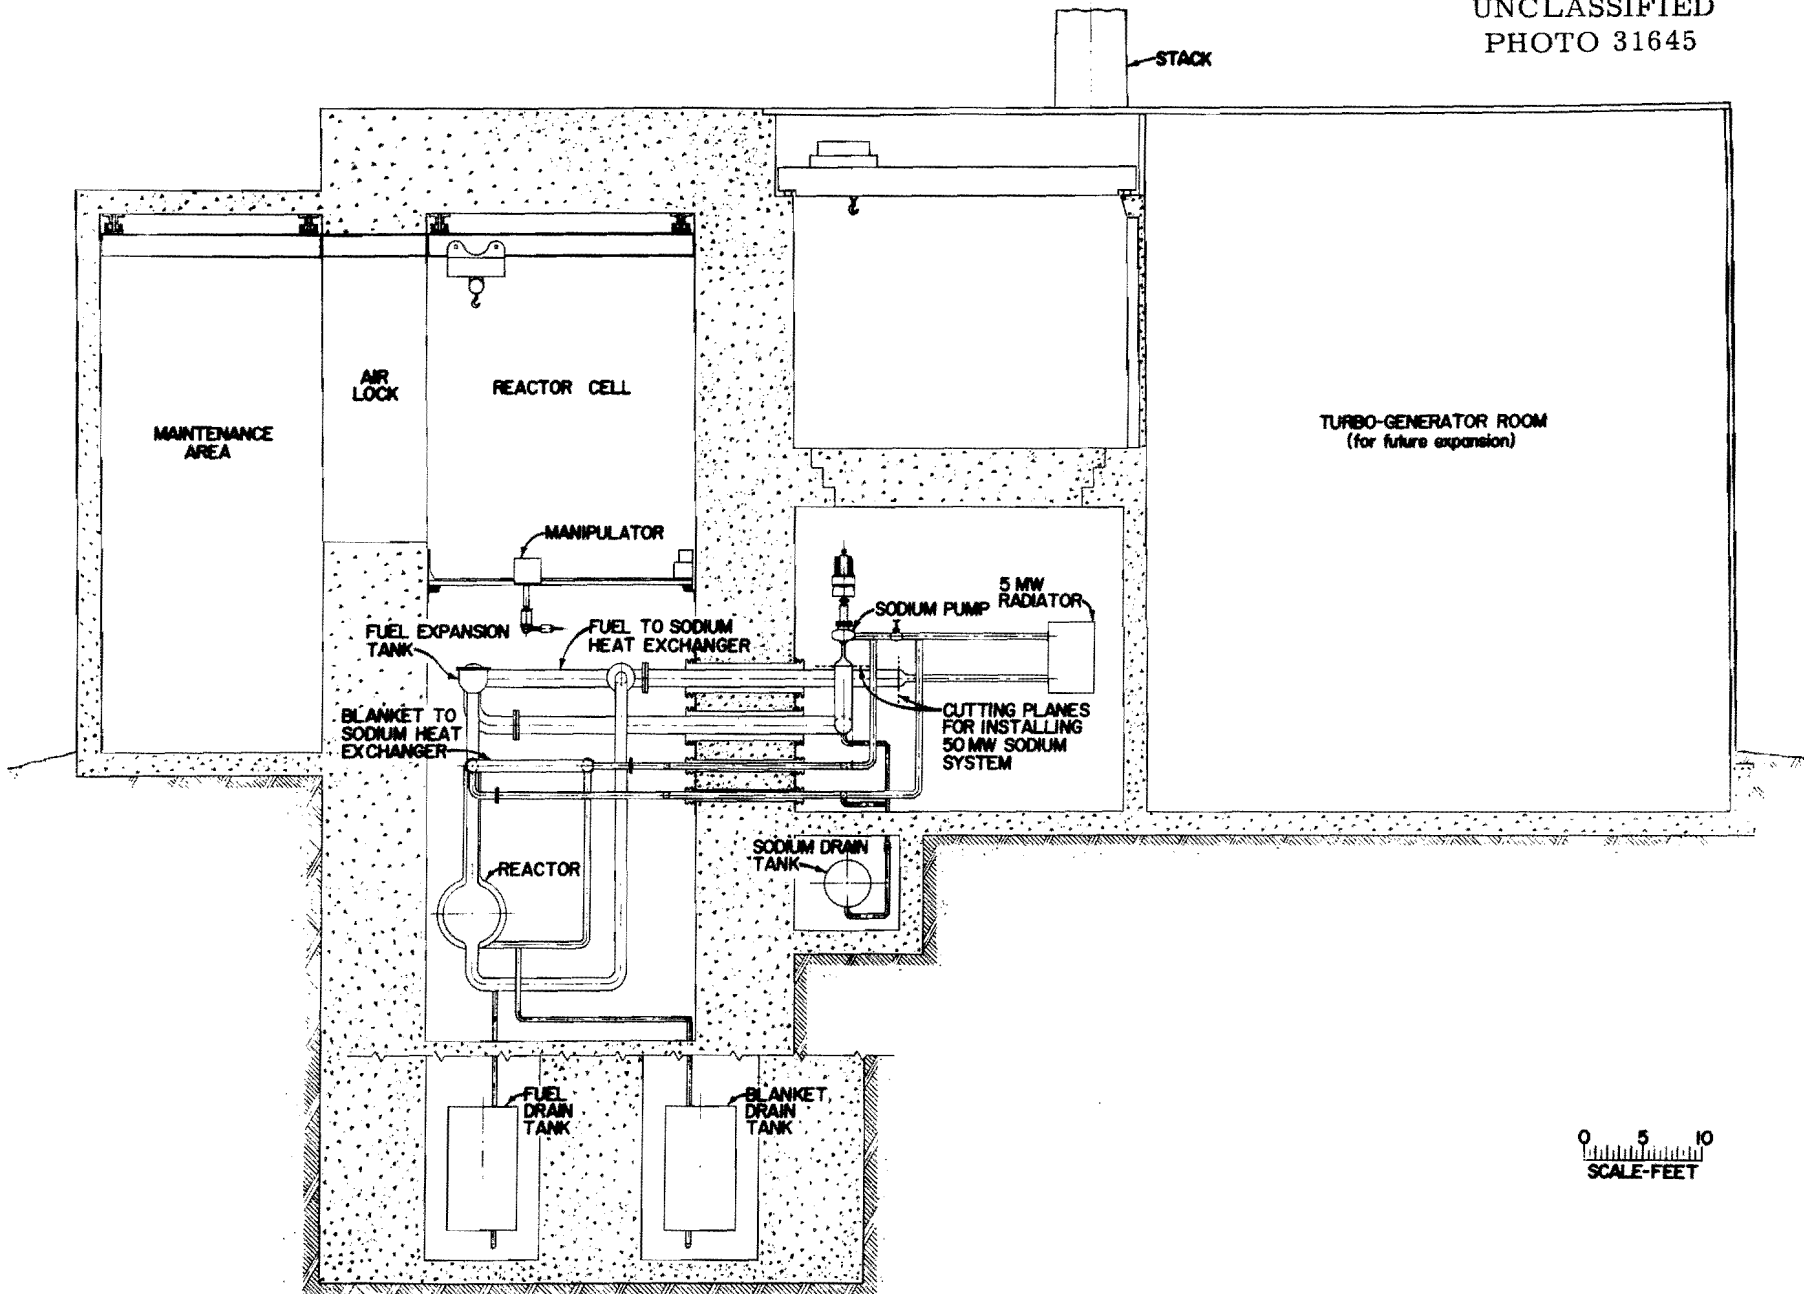 UNCLASSIFIED
PHOTO 31645
STACK
AIR
LOCK
REACTOR CELL
MAINTENANCE
AREA
TURBO-GENERATOR ROOM
(for future expansion)
MANIPULATOR
5 MW
RADIATOR
SODIUM PUMP
FUEL EXPANSION
TANK
FUEL TO SODIUM
HEAT EXCHANGER
BLANKET TO
SODIUM HEAT
EXCHANGER
CUTTING PLANES
FOR INSTALLING
50 MW SODIUM
SYSTEM
REACTOR
SODIUM DRAIN
TANK
FUEL
DRAIN
TANK
BLANKET
DRAIN
TANK
0 5 10
SCALE-FEET